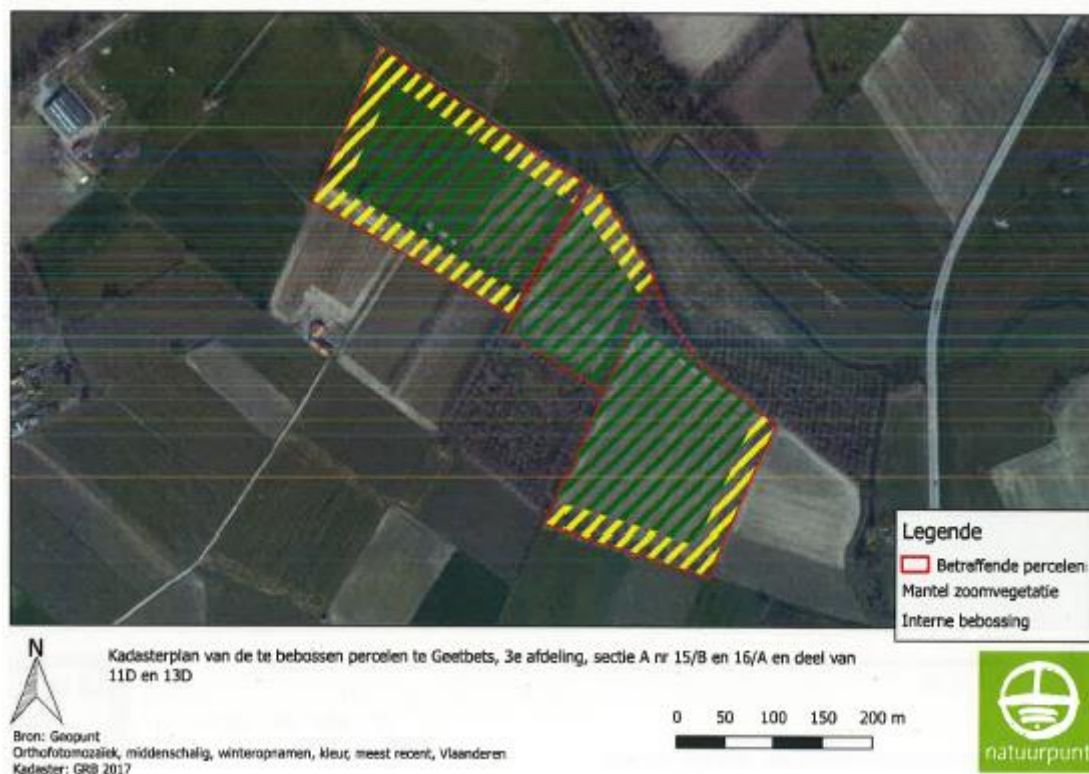 Legende
Betreffende percelen
Mantel zoomvegetatie
Interne bebossing
N
Kadasterplan van de te bebossen percelen te Geetbets, 3e afdeling, sectie A nr 15/B en 16/A en deel van
11D en 13D
Bron: Geopunt
Orthofotomozaïek, middenschalig, winteropnamen, kleur, meest recent, Vlaanderen
Kadaster: GRB 2017
0 50 100 150 200 m
natuurpunt